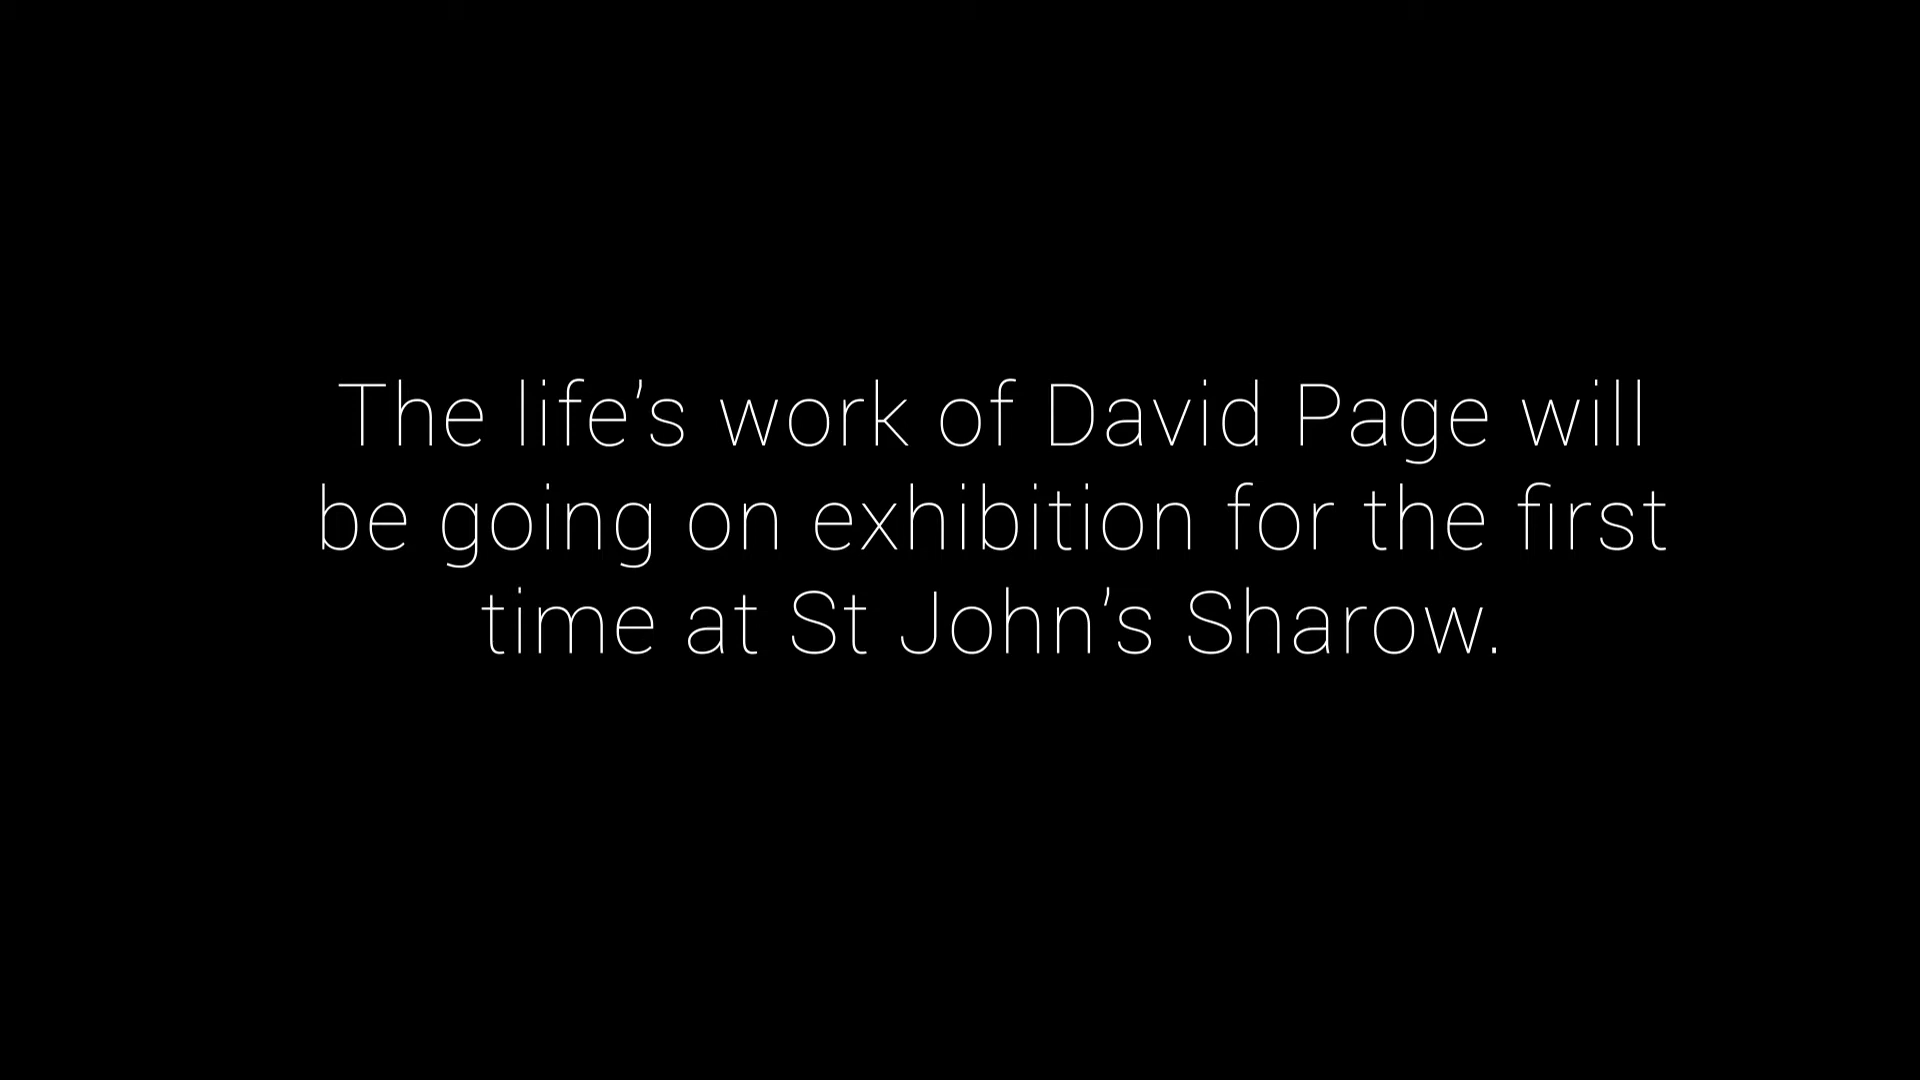 The life’s work of David Page will
be going on exhibition for the first
time at St John’s Sharow.